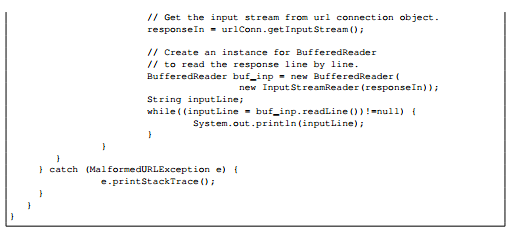 // Get the input stream from url connection object.
responseIn = urlConn.getInputStream();
// Create an instance for BufferedReader
// to read the response line by line.
BufferedReader buf_inp = new BufferedReader(
new InputStreamReader(responseIn));
String inputLine;
while((inputLine = buf_inp.readLine())!=null) {
System.out.println(inputLine);
}
}
}
} catch (MalformedURLException e) {
e.printStackTrace();
}
}
}